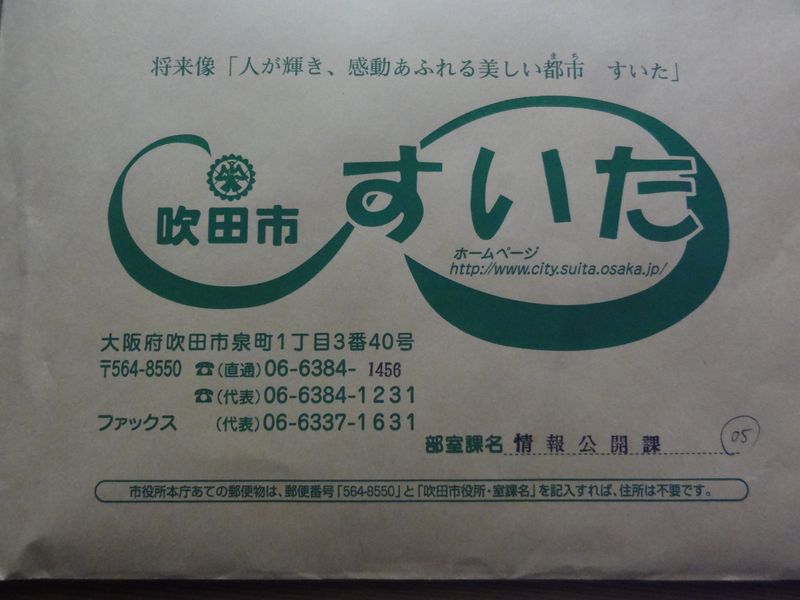 将来像「人が輝き、感動あふれる美しい都市　すいた」
まち
吹田市
すいた
ホームページ
http://www.city.suita.osaka.jp/
大阪府吹田市泉町1丁目3番40号
〒564-8550 ☎(直通)06-6384-1456
☎(代表)06-6384-1231
ファックス (代表)06-6337-1631
部室課名 情報公開課
05
市役所本庁あての郵便物は、郵便番号「564-8550」と「吹田市役所・室課名」を記入すれば、住所は不要です。